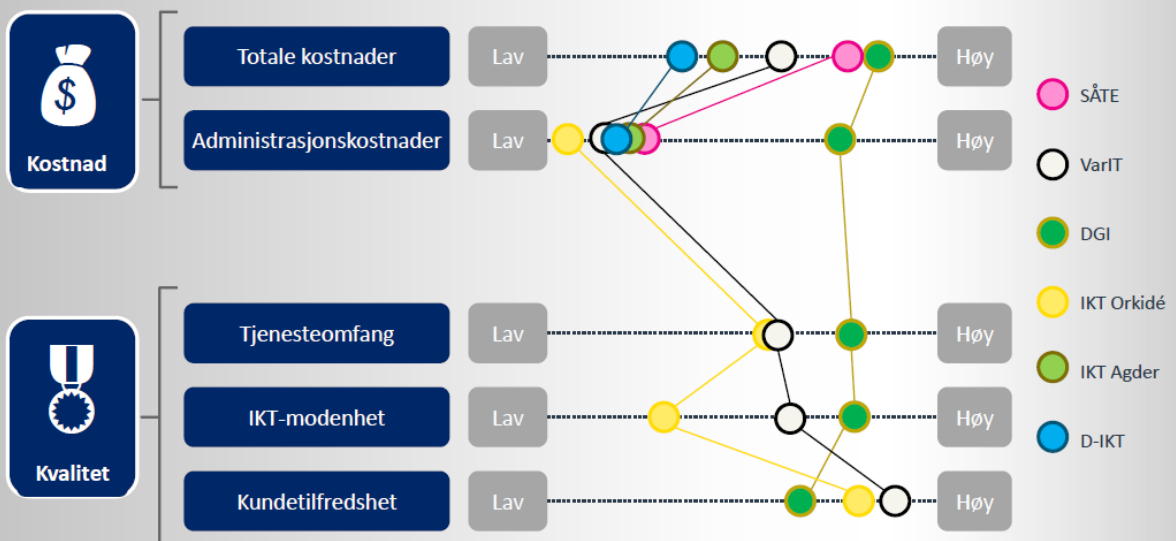 $
Kostnad
Totale kostnader
Lav
Høy
Administrasjonskostnader
Lav
Høy
Kvalitet
Tjenesteomfang
Lav
Høy
IKT-modenhet
Lav
Høy
Kundetilfredshet
Lav
Høy
SÅTE
VarIT
DGI
IKT Orkidé
IKT Agder
D-IKT